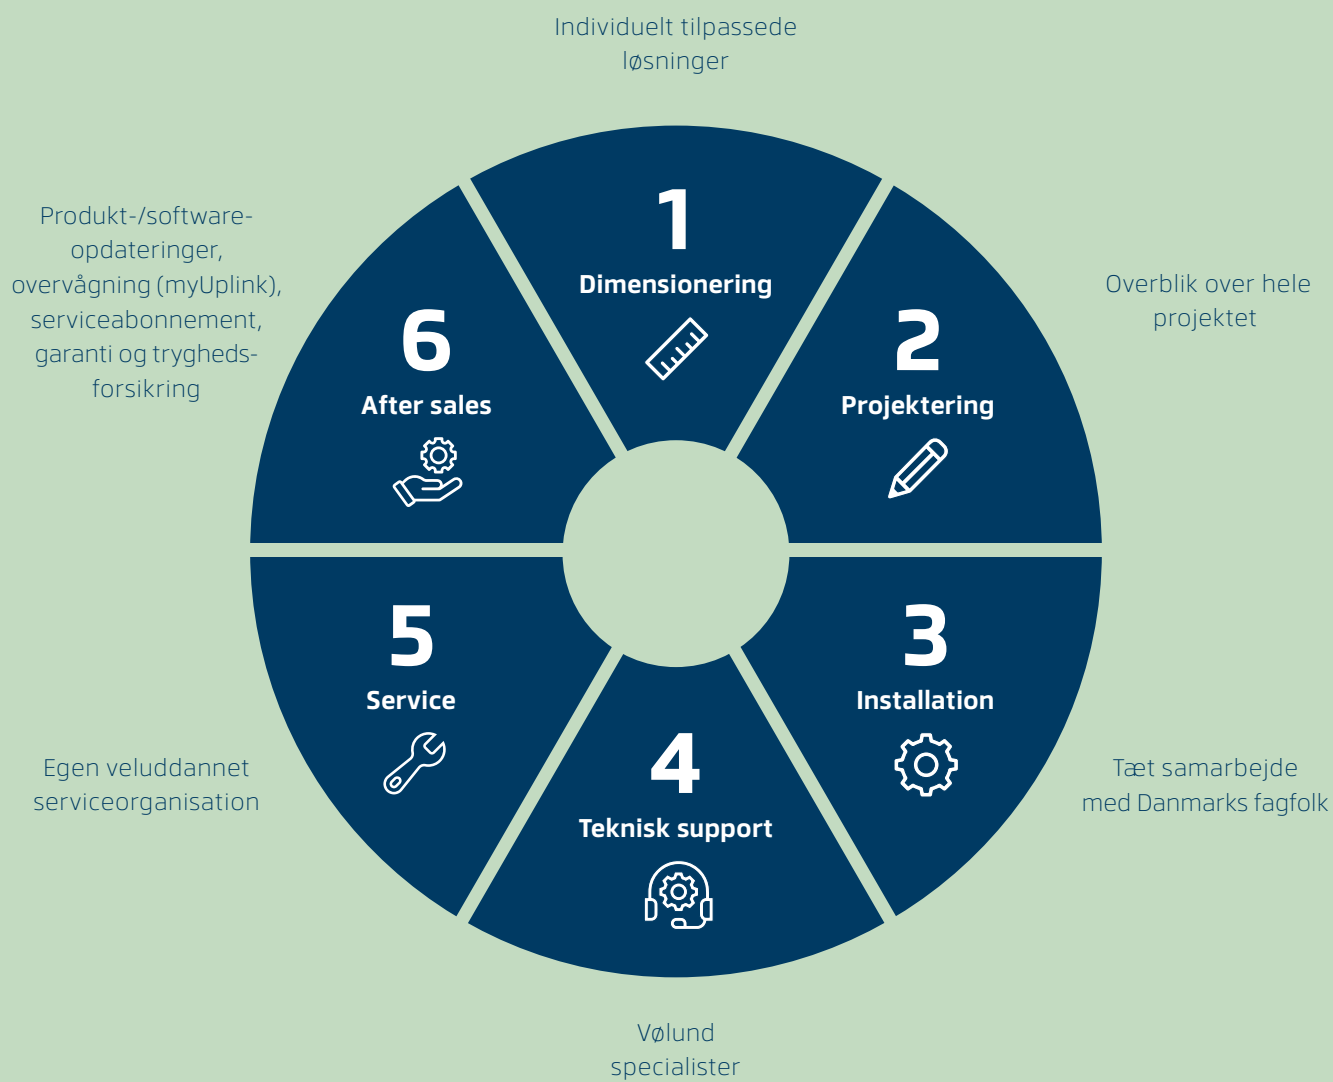 Individuelt tilpassede
løsninger
1
Dimensionering
2
Projektering
Overblik over hele
projektet
3
Installation
Tæt samarbejde
med Danmarks fagfolk
4
Teknisk support
Vølund
specialister
5
Service
Egen veluddannet
serviceorganisation
6
After sales
Produkt-/software-
opdateringer,
overvågning (myUplink),
serviceabonnement,
garanti og trygheds-
forsikring